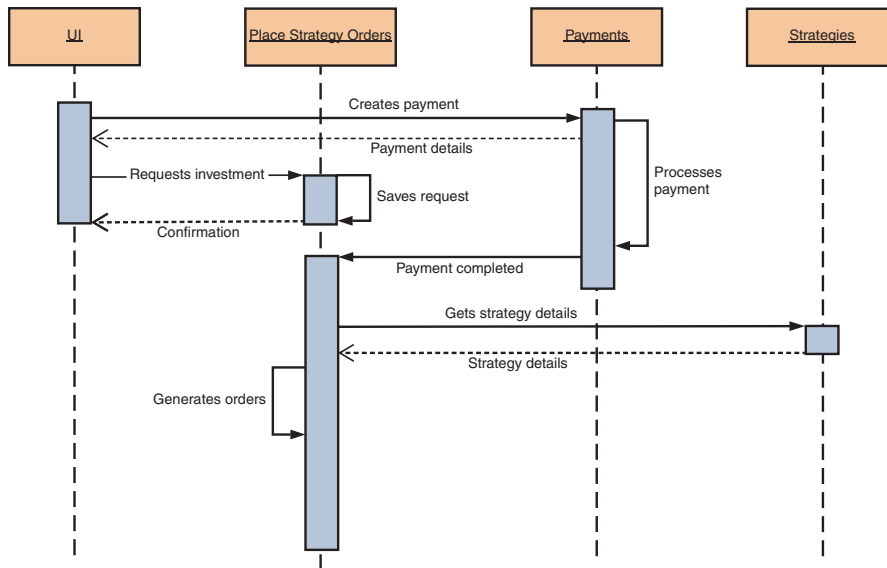 UI
Place Strategy Orders
Payments
Strategies
Creates payment
Payment details
Processes
payment
Requests investment
Saves request
Confirmation
Payment completed
Gets strategy details
Strategy details
Generates orders